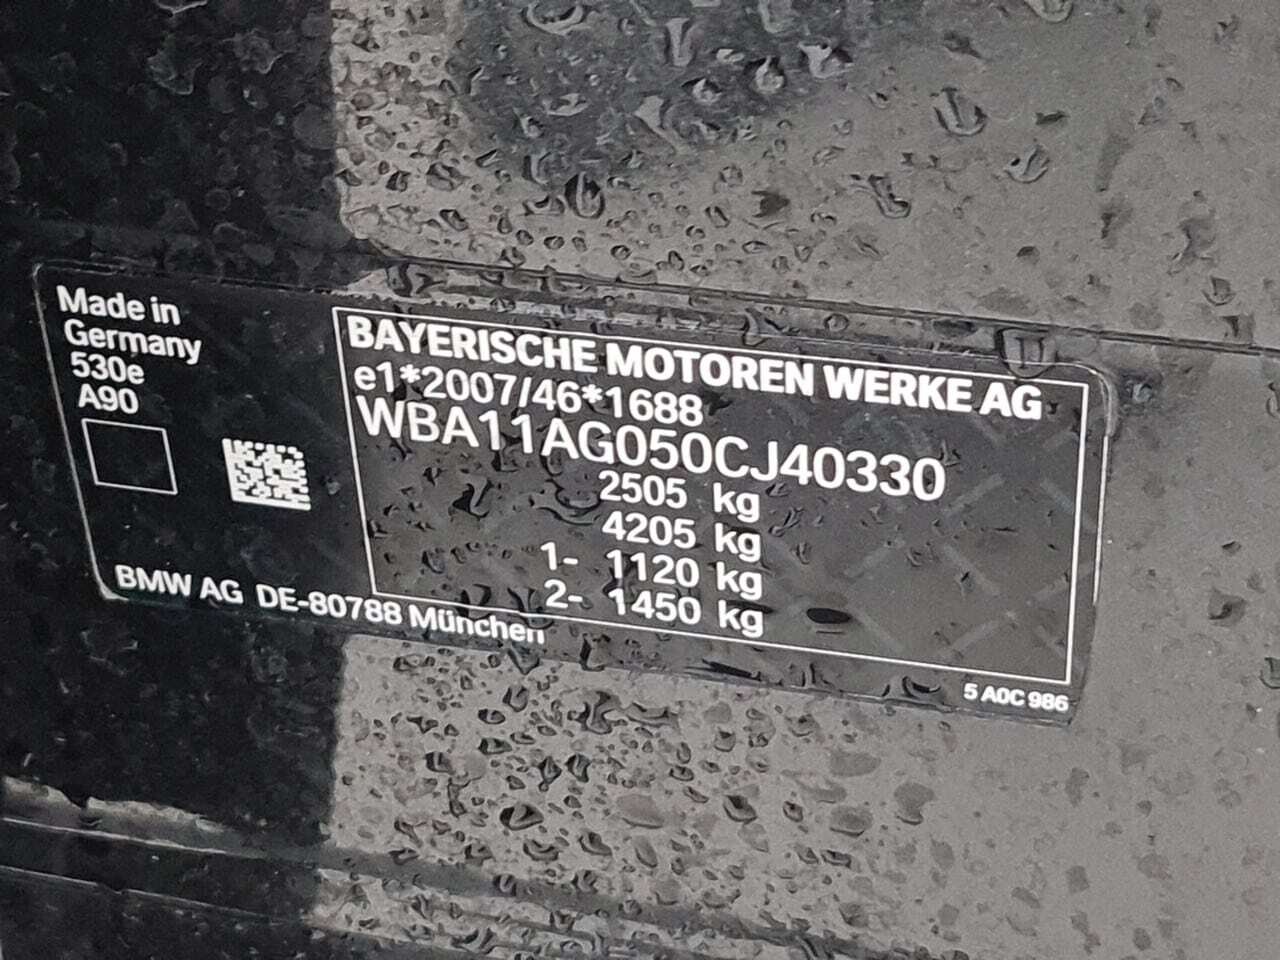 Made in
Germany
530e
A90
BAYERISCHE MOTOREN WERKE AG
e1*2007/46*1688
WBA11AG050CJ40330
2505 kg
4205 kg
1- 1120 kg
2- 1450 kg
BMW AG DE-80788 München
5 A0C 986